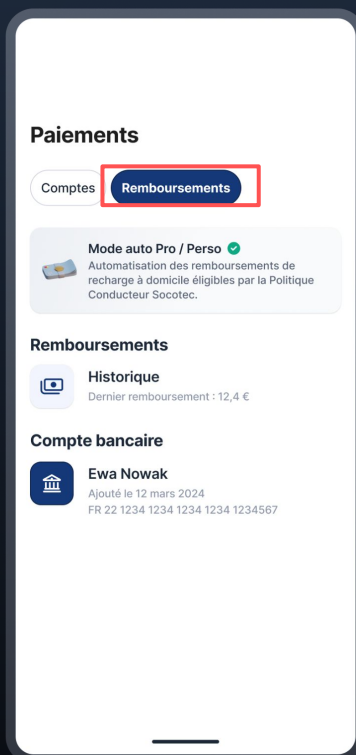 Paiements
Comptes
Remboursements
Mode auto Pro / Perso
Automatisation des remboursements de
recharge à domicile éligibles par la Politique
Conducteur Socotec.
Remboursements
Historique
Dernier remboursement : 12,4 €
Compte bancaire
Ewa Nowak
Ajouté le 12 mars 2024
FR 22 1234 1234 1234 1234 1234567